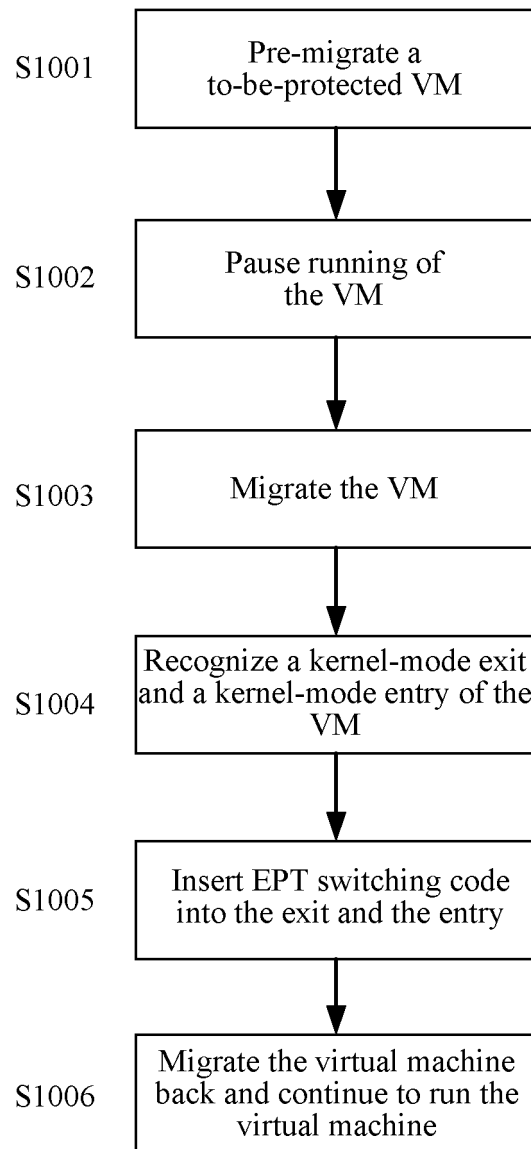 S1001
Pre-migrate a
to-be-protected VM
S1002
Pause running of
the VM
S1003
Migrate the VM
S1004
Recognize a kernel-mode exit
and a kernel-mode entry of the
VM
S1005
Insert EPT switching code
into the exit and the entry
S1006
Migrate the virtual machine
back and continue to run the
virtual machine